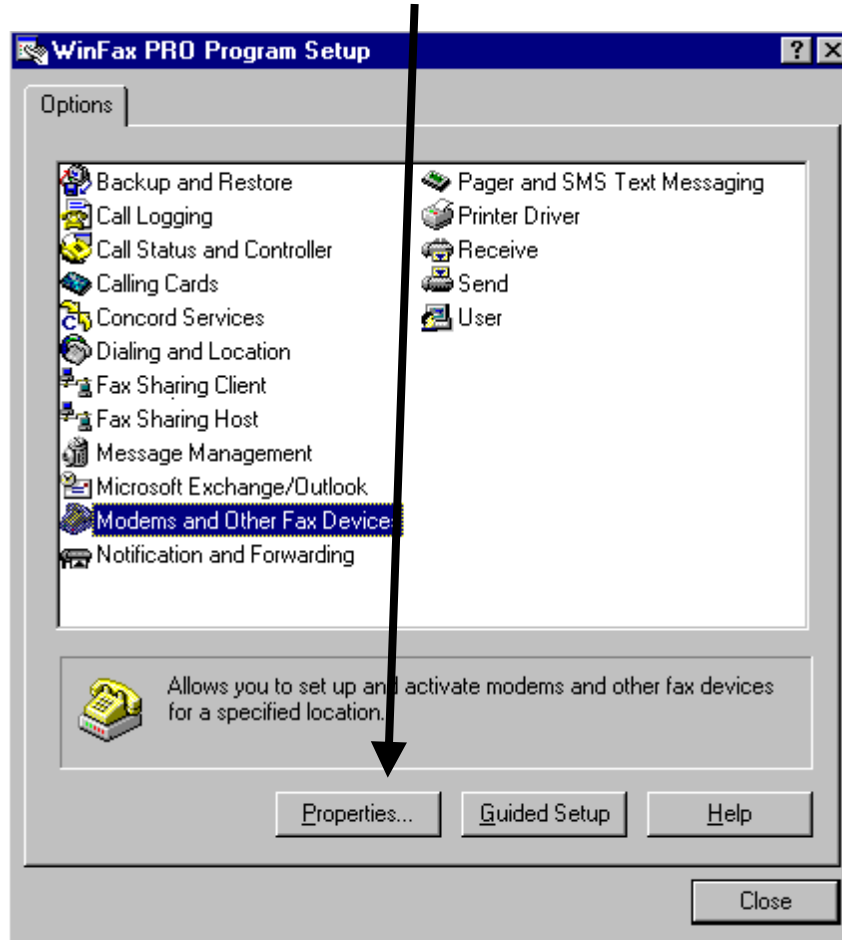 WinFax PRO Program Setup
Options
Backup and Restore
Call Logging
Call Status and Controller
Calling Cards
Concord Services
Dialing and Location
Fax Sharing Client
Fax Sharing Host
Message Management
Microsoft Exchange/Outlook
Modems and Other Fax Devices
Notification and Forwarding
Pager and SMS Text Messaging
Printer Driver
Receive
Send
User
Allows you to set up and activate modems and other fax devices
for a specified location.
Properties...
Guided Setup
Help
Close